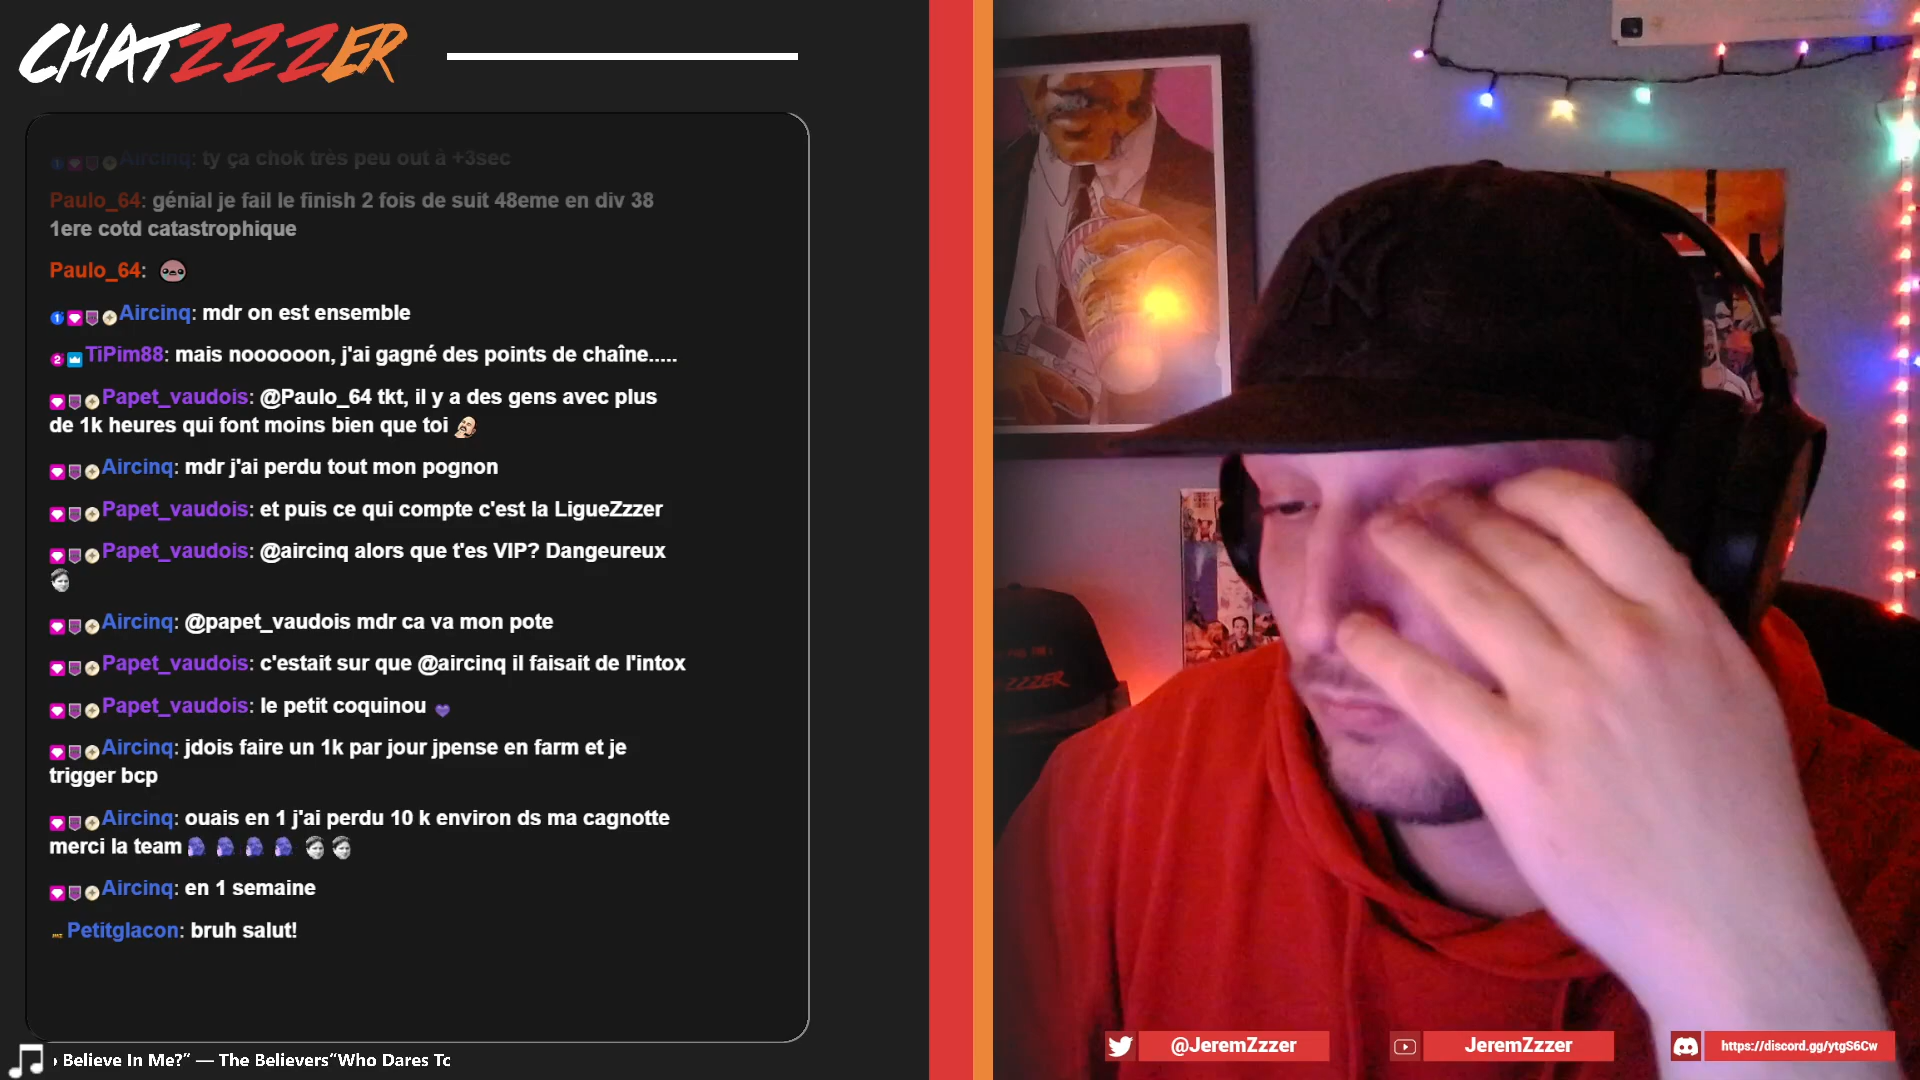 CHATZZZER
Aircinq: ty ça chok très peu out à +3sec
Paulo_64: génial je fail le finish 2 fois de suit 48eme en div 38
1ere cotd catastrophique
Paulo_64:
Aircinq: mdr on est ensemble
TiPim88: mais noooooon, j'ai gagné des points de chaîne.....
Papet_vaudois: @Paulo_64 tkt, il y a des gens avec plus
de 1k heures qui font moins bien que toi
Aircinq: mdr j'ai perdu tout mon pognon
Papet_vaudois: et puis ce qui compte c'est la LigueZzzer
Papet_vaudois: @aircinq alors que t'es VIP? Dangeureux
Aircinq: @papet_vaudois mdr ca va mon pote
Papet_vaudois: c'estait sur que @aircinq il faisait de l'intox
Papet_vaudois: le petit coquinou
Aircinq: jdois faire un 1k par jour jpense en farm et je
trigger bcp
Aircinq: ouais en 1 j'ai perdu 10 k environ ds ma cagnotte
merci la team
Aircinq: en 1 semaine
Petitglacon: bruh salut!
Believe In Me?" — The Believers"Who Dares To
ZZZER
@JeremZzzer
JeremZzzer
https://discord.gg/ytgS6Cw